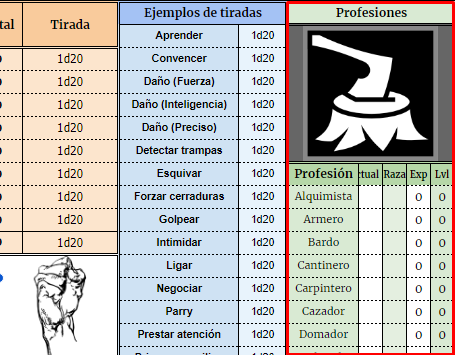 tal Tirada
1d20
1d20
1d20
1d20
1d20
1d20
1d20
1d20
1d20
Ejemplos de tiradas
Aprender 1d20
Convencer 1d20
Daño (Fuerza) 1d20
Daño (Inteligencia) 1d20
Daño (Preciso) 1d20
Detectar trampas 1d20
Esquivar 1d20
Forzar cerraduras 1d20
Golpear 1d20
Intimidar 1d20
Ligar 1d20
Negociar 1d20
Parry 1d20
Prestar atención 1d20
Profesiones
Profesión ctual Raza Exp Lvl
Alquimista 0 0
Armero 0 0
Bardo 0 0
Cantinero 0 0
Carpintero 0 0
Cazador 0 0
Domador 0 0